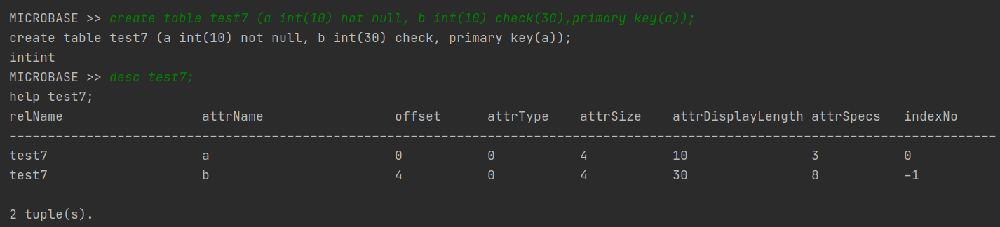 MICROBASE >> create table test7 (a int(10) not null, b int(10) check(30),primary key(a));
create table test7 (a int(10) not null, b int(30) check, primary key(a));
intint
MICROBASE >> desc test7;
help test7;
relName attrName offset attrType attrSize attrDisplayLength attrSpecs indexNo
--------------------------------------------------------------------------------------------------------------------------------
test7 a 0 0 4 10 3 0
test7 b 4 0 4 30 8 -1
2 tuple(s).